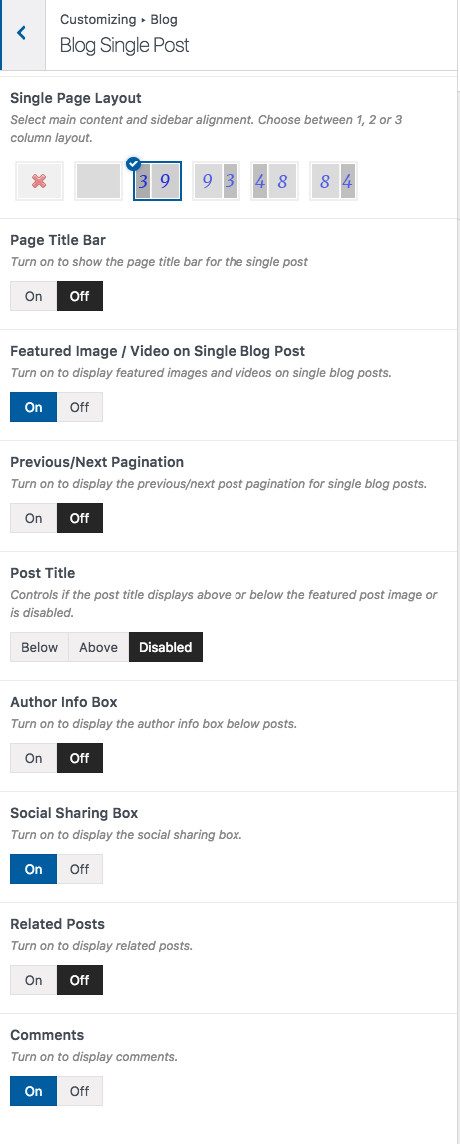 Customizing ▸ Blog
Blog Single Post
Single Page Layout
Select main content and sidebar alignment. Choose between 1, 2 or 3
column layout.
3 9 9 3 4 8 8 4
Page Title Bar
Turn on to show the page title bar for the single post
On Off
Featured Image / Video on Single Blog Post
Turn on to display featured images and videos on single blog posts.
On Off
Previous/Next Pagination
Turn on to display the previous/next post pagination for single blog posts.
On Off
Post Title
Controls if the post title displays above or below the featured post image or
is disabled.
Below Above Disabled
Author Info Box
Turn on to display the author info box below posts.
On Off
Social Sharing Box
Turn on to display the social sharing box.
On Off
Related Posts
Turn on to display related posts.
On Off
Comments
Turn on to display comments.
On Off